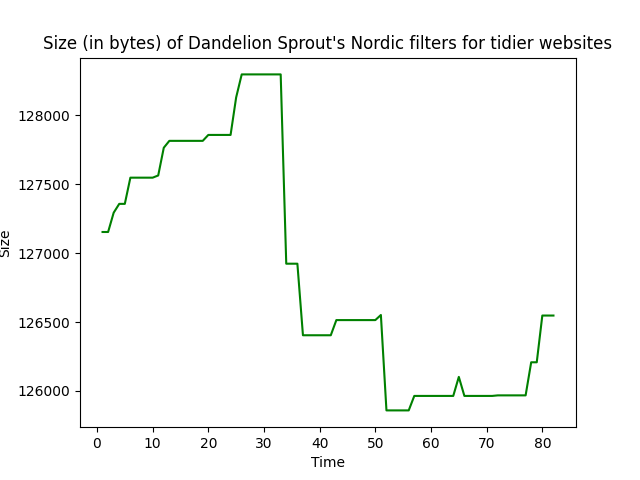 Size (in bytes) of Dandelion Sprout's Nordic filters for tidier websites
128000
127500
127000
126500
126000
Size
0 10 20 30 40 50 60 70 80
Time